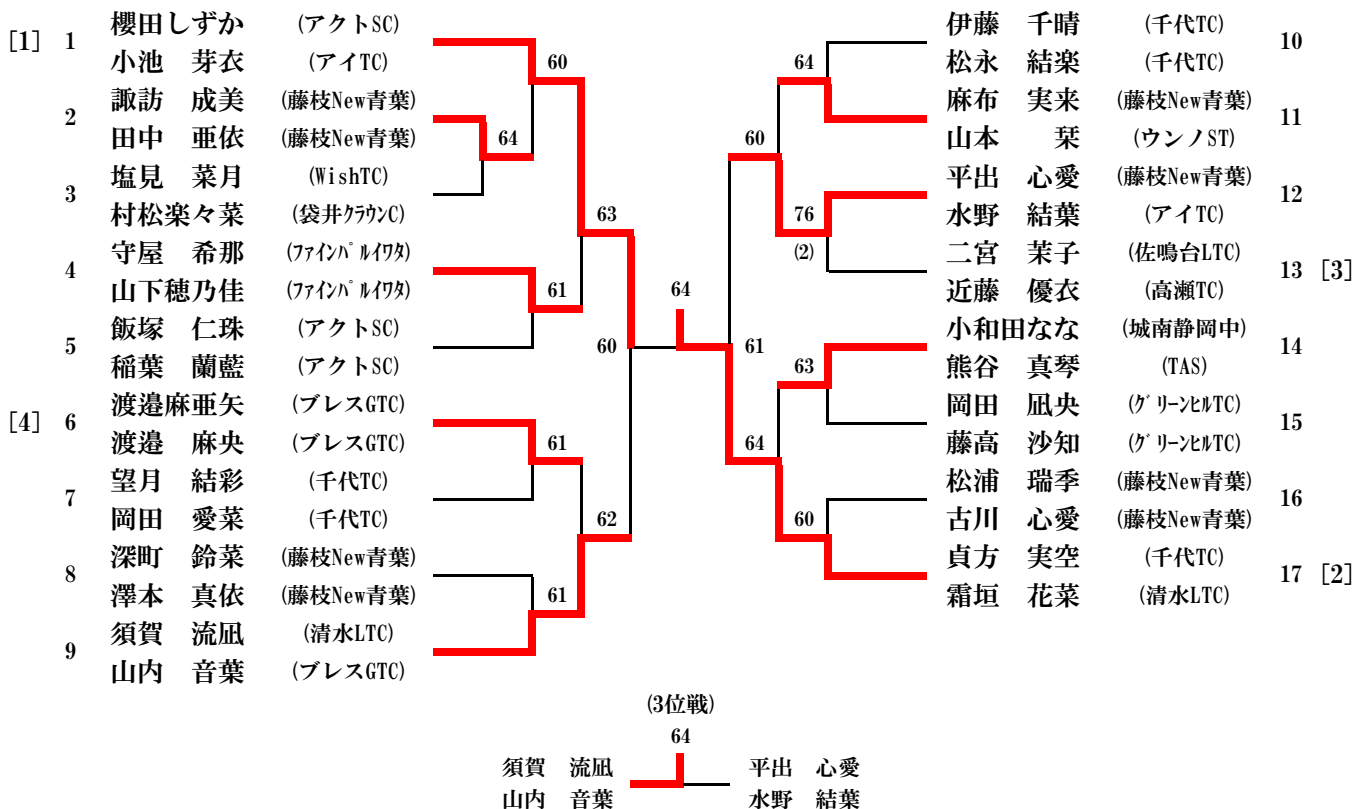 [1] 1 櫻田しずか (アクトSC)
小池 芽衣 (アイTC)
2 諏訪 成美 (藤枝New青葉)
田中 亜依 (藤枝New青葉)
3 塩見 菜月 (WishTC)
村松楽々菜 (袋井ｸﾗｳﾝC)
4 守屋 希那 (ﾌｧｲﾝﾊﾟﾙｲﾜﾀ)
山下穂乃佳 (ﾌｧｲﾝﾊﾟﾙｲﾜﾀ)
5 飯塚 仁珠 (アクトSC)
稲葉 蘭藍 (アクトSC)
[4] 6 渡邉麻亜矢 (ブレスGTC)
渡邉 麻央 (ブレスGTC)
7 望月 結彩 (千代TC)
岡田 愛菜 (千代TC)
8 深町 鈴菜 (藤枝New青葉)
澤本 真依 (藤枝New青葉)
9 須賀 流凪 (清水LTC)
山内 音葉 (ブレスGTC)
60
64
63
61
60
61
62
61
64
61
64
60
76
(2)
63
64
60
伊藤 千晴 (千代TC) 10
松永 結楽 (千代TC)
麻布 実来 (藤枝New青葉) 11
山本 栞 (ウンノST)
平出 心愛 (藤枝New青葉) 12
水野 結葉 (アイTC)
二宮 茉子 (佐鳴台LTC) 13 [3]
近藤 優衣 (高瀬TC)
小和田なな (城南静岡中) 14
熊谷 真琴 (TAS)
岡田 凪央 (ｸﾞﾘｰﾝﾋﾙTC) 15
藤高 沙知 (ｸﾞﾘｰﾝﾋﾙTC)
松浦 瑞季 (藤枝New青葉) 16
古川 心愛 (藤枝New青葉)
貞方 実空 (千代TC) 17 [2]
霜垣 花菜 (清水LTC)
(3位戦)
64
須賀 流凪 平出 心愛
山内 音葉 水野 結葉